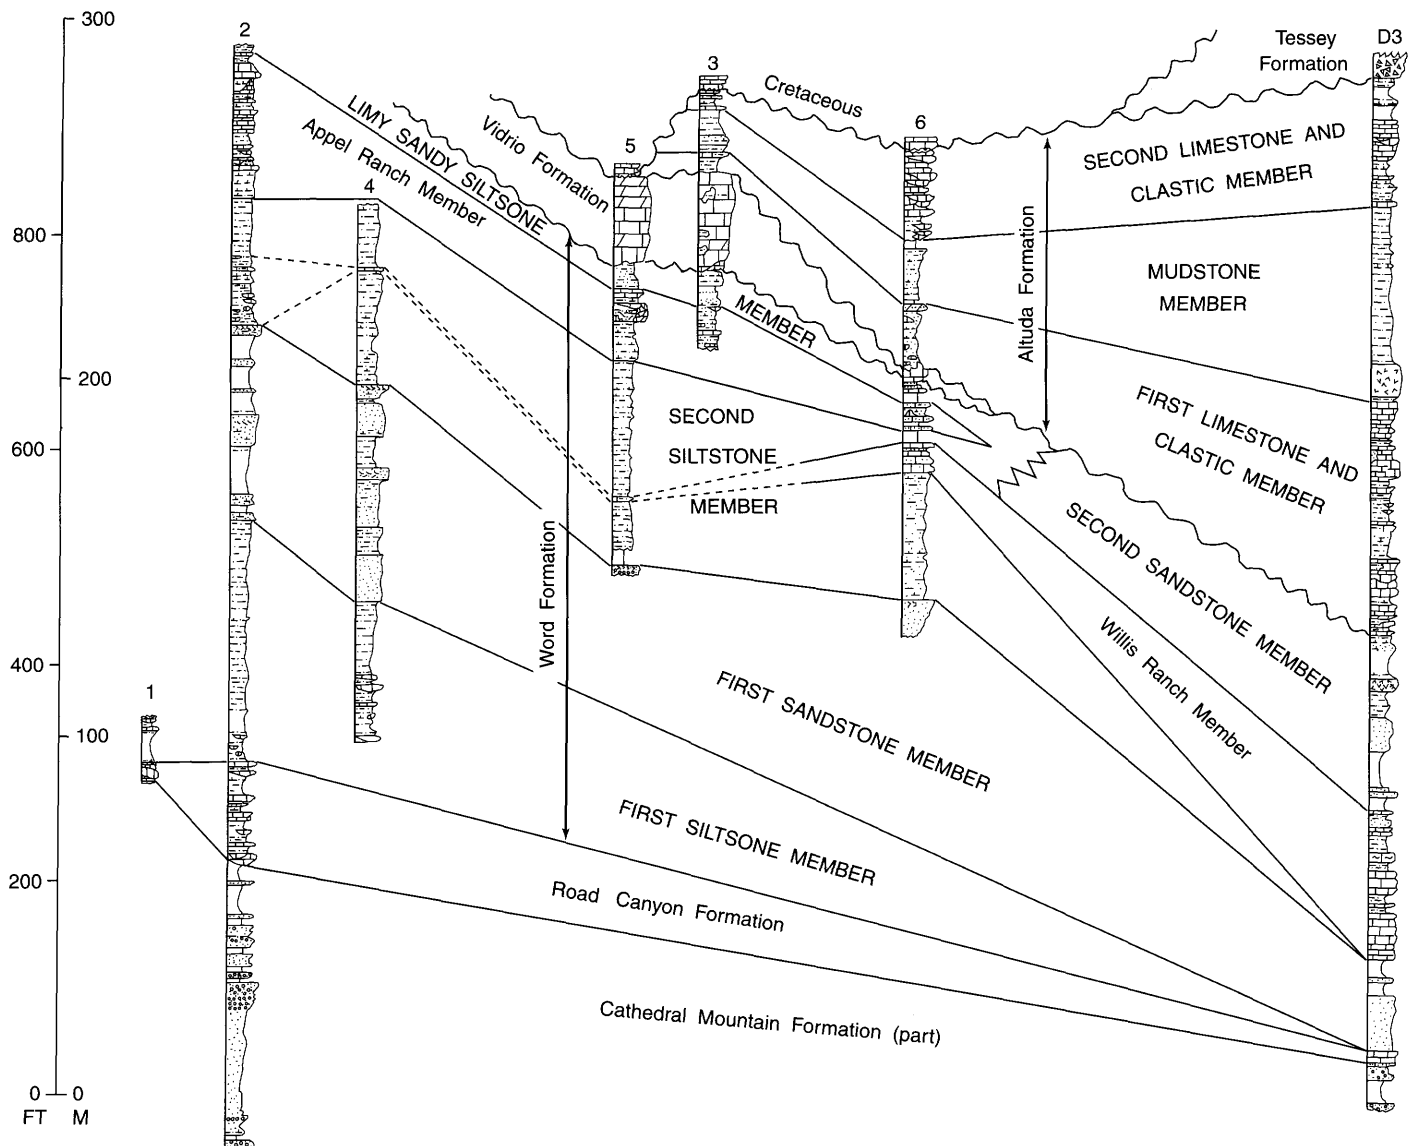 300
2
3
Tessey
Formation
D3
Cretaceous
6
LIMY SANDY SILTSONE
MEMBER
Vidrio Formation
5
Appel Ranch Member
4
SECOND LIMESTONE AND
CLASTIC MEMBER
800
MUDSTONE
MEMBER
Altuda Formation
200
FIRST LIMESTONE AND
CLASTIC MEMBER
SECOND
SILTSTONE
MEMBER
600
SECOND SANDSTONE MEMBER
Word Formation
Willis Ranch Member
400
FIRST SANDSTONE MEMBER
1
100
FIRST SILTSONE MEMBER
200
Road Canyon Formation
Cathedral Mountain Formation (part)
0 0
FT M